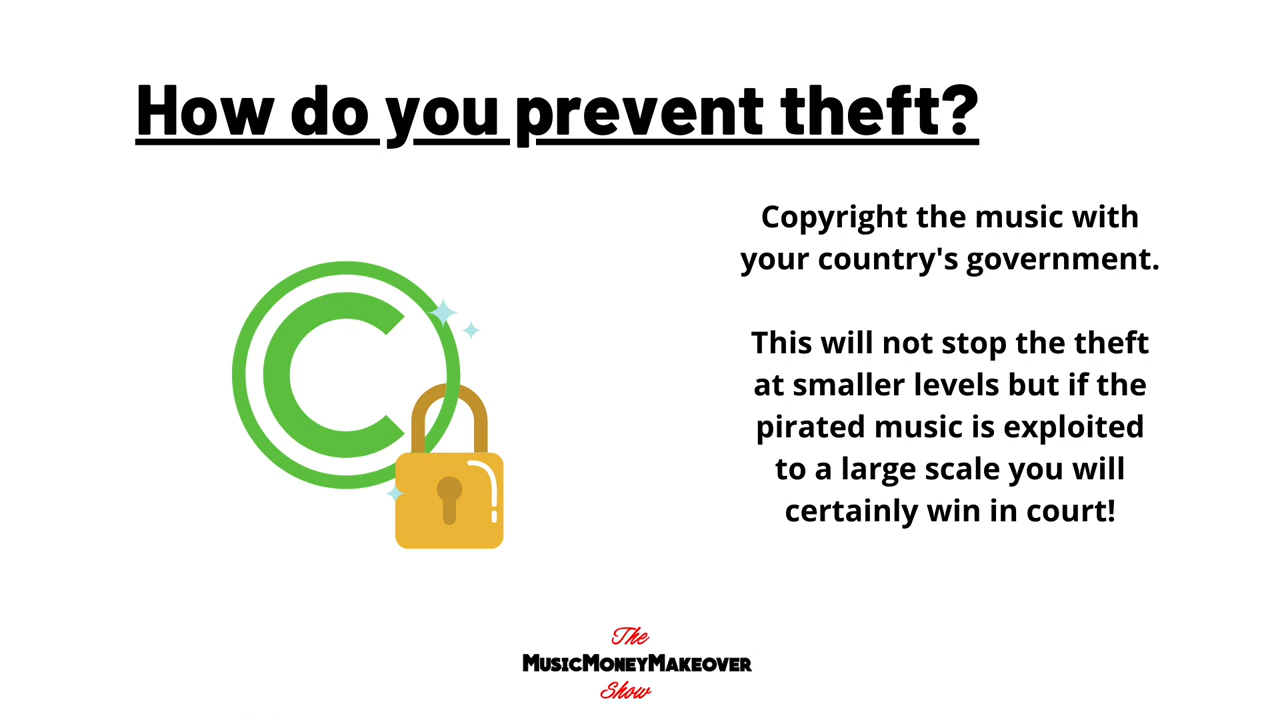 How do you prevent theft?
Copyright the music with
your country's government.
This will not stop the theft
at smaller levels but if the
pirated music is exploited
to a large scale you will
certainly win in court!
The
MusicMoneyMakeover
Show